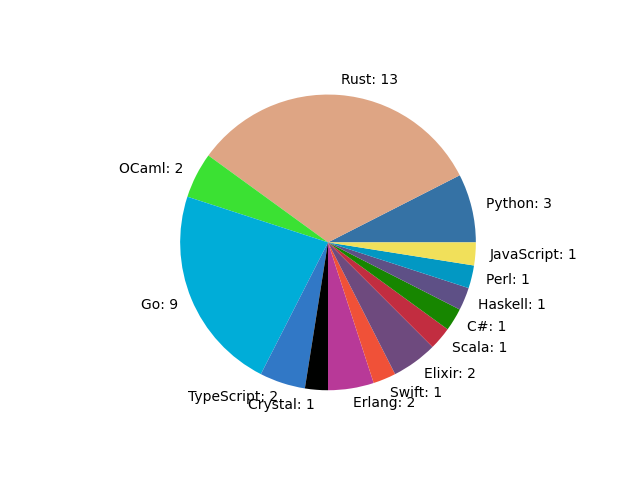 Rust: 13
OCaml: 2
Python: 3
JavaScript: 1
Perl: 1
Go: 9
Haskell: 1
C#: 1
Scala: 1
Elixir: 2
Swift: 1
TypeScript: 2
Erlang: 2
Crystal: 1